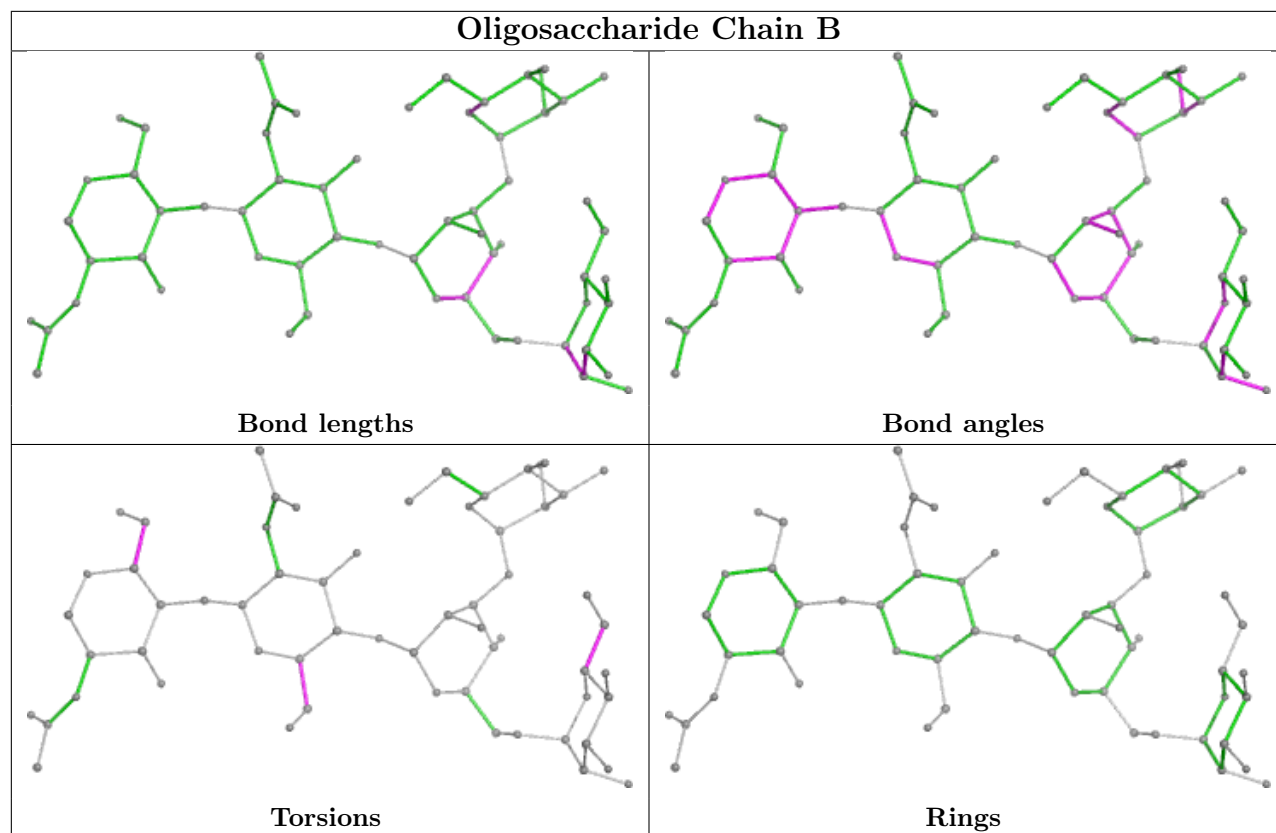 Oligosaccharide Chain B
Bond lengths
Bond angles
Torsions
Rings